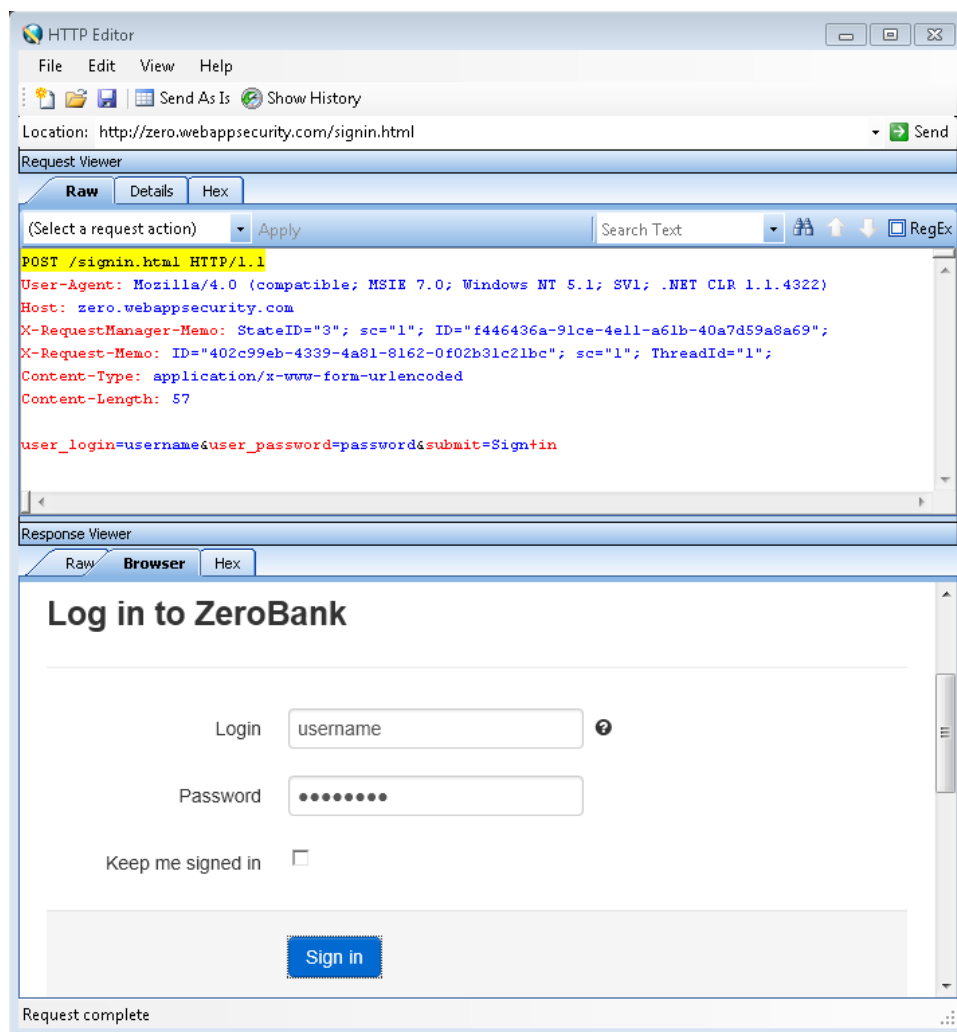 HTTP Editor
File Edit View Help
Send As Is Show History
Location: http://zero.webappsecurity.com/signin.html Send
Request Viewer
Raw Details Hex
(Select a request action) Apply Search Text RegEx
POST /signin.html HTTP/1.1
User-Agent: Mozilla/4.0 (compatible; MSIE 7.0; Windows NT 5.1; SV1; .NET CLR 1.1.4322)
Host: zero.webappsecurity.com
X-RequestManager-Memo: StateID="3"; sc="1"; ID="f446436a-91ce-4e11-a61b-40a7d59a8a69";
X-Request-Memo: ID="402c99eb-4339-4a81-8162-0f02b31c21bc"; sc="1"; ThreadId="1";
Content-Type: application/x-www-form-urlencoded
Content-Length: 57
user_login=username&user_password=password&submit=Sign+in
Response Viewer
Raw Browser Hex
Log in to ZeroBank
Login username
Password ••••••••
Keep me signed in
Sign in
Request complete